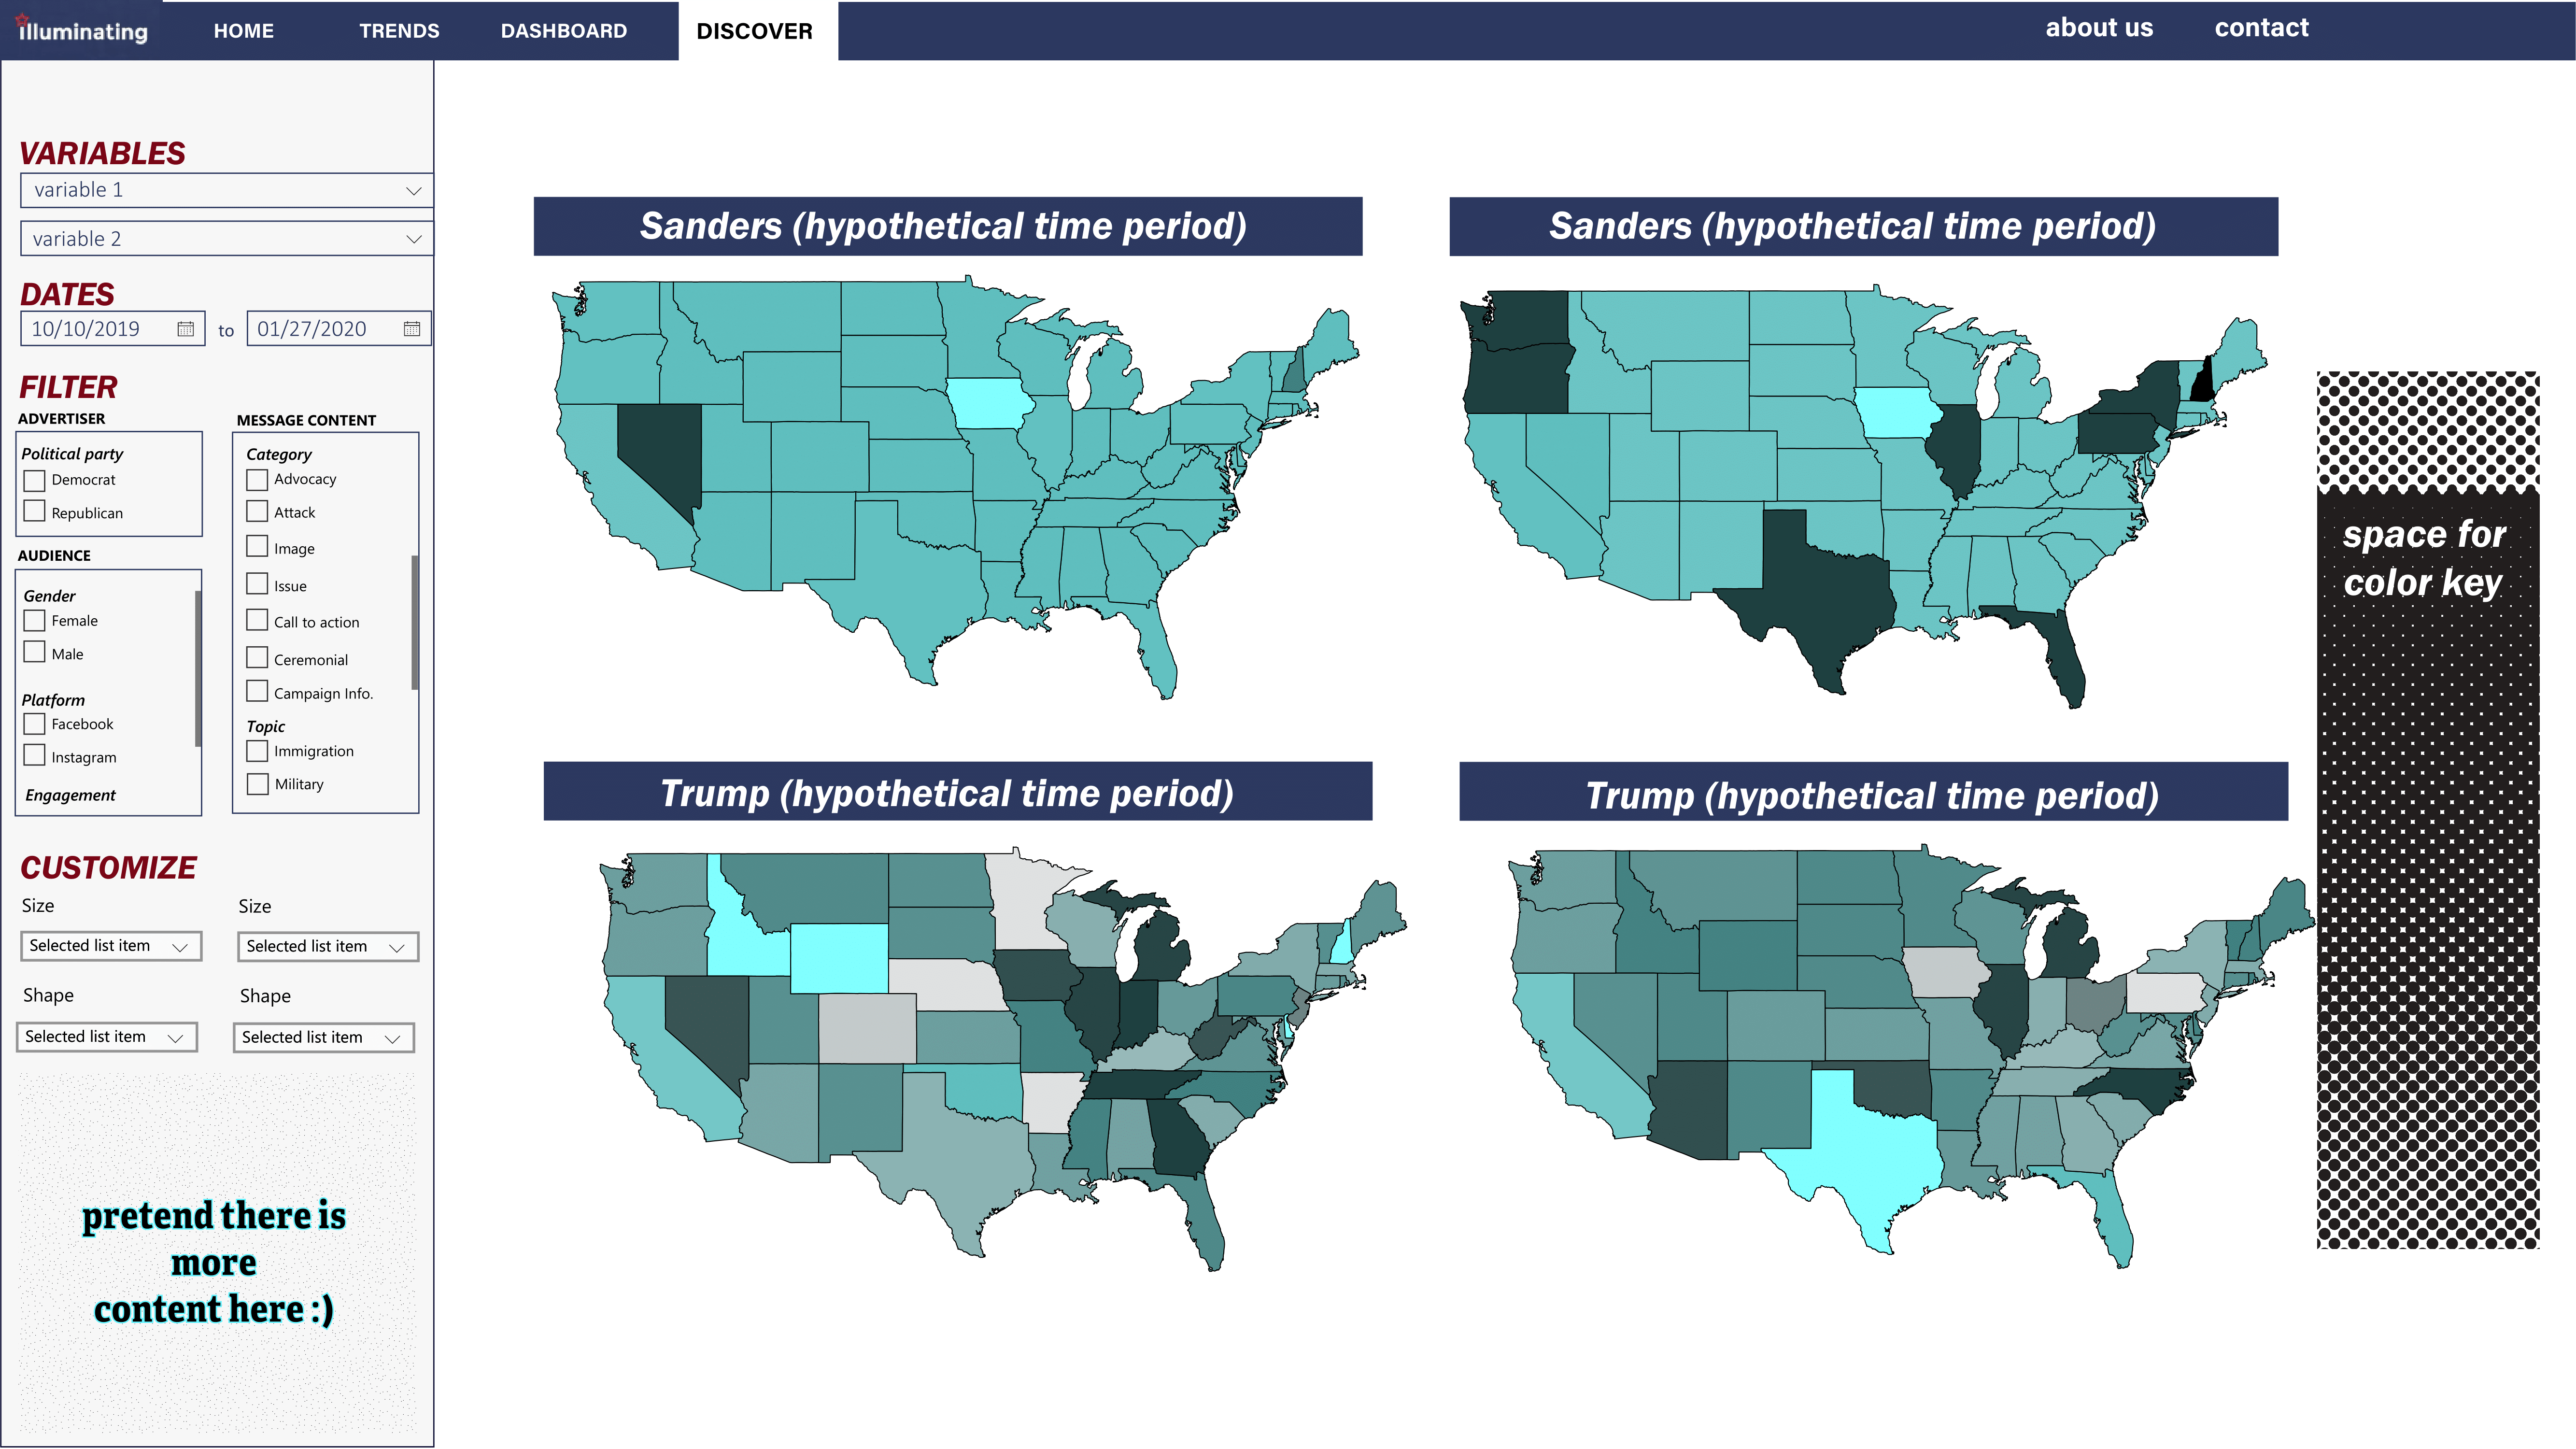 illuminating
HOME
TRENDS
DASHBOARD
DISCOVER
about us
contact
VARIABLES
variable 1
variable 2
DATES
10/10/2019
to
01/27/2020
FILTER
ADVERTISER
Political party
Democrat
Republican
AUDIENCE
Gender
Female
Male
Platform
Facebook
Instagram
Engagement
MESSAGE CONTENT
Category
Advocacy
Attack
Image
Issue
Call to action
Ceremonial
Campaign Info.
Topic
Immigration
Military
CUSTOMIZE
Size
Size
Selected list item
Selected list item
Shape
Shape
Selected list item
Selected list item
pretend there is
more
content here :)
Sanders (hypothetical time period)
Sanders (hypothetical time period)
Trump (hypothetical time period)
Trump (hypothetical time period)
space for
color key